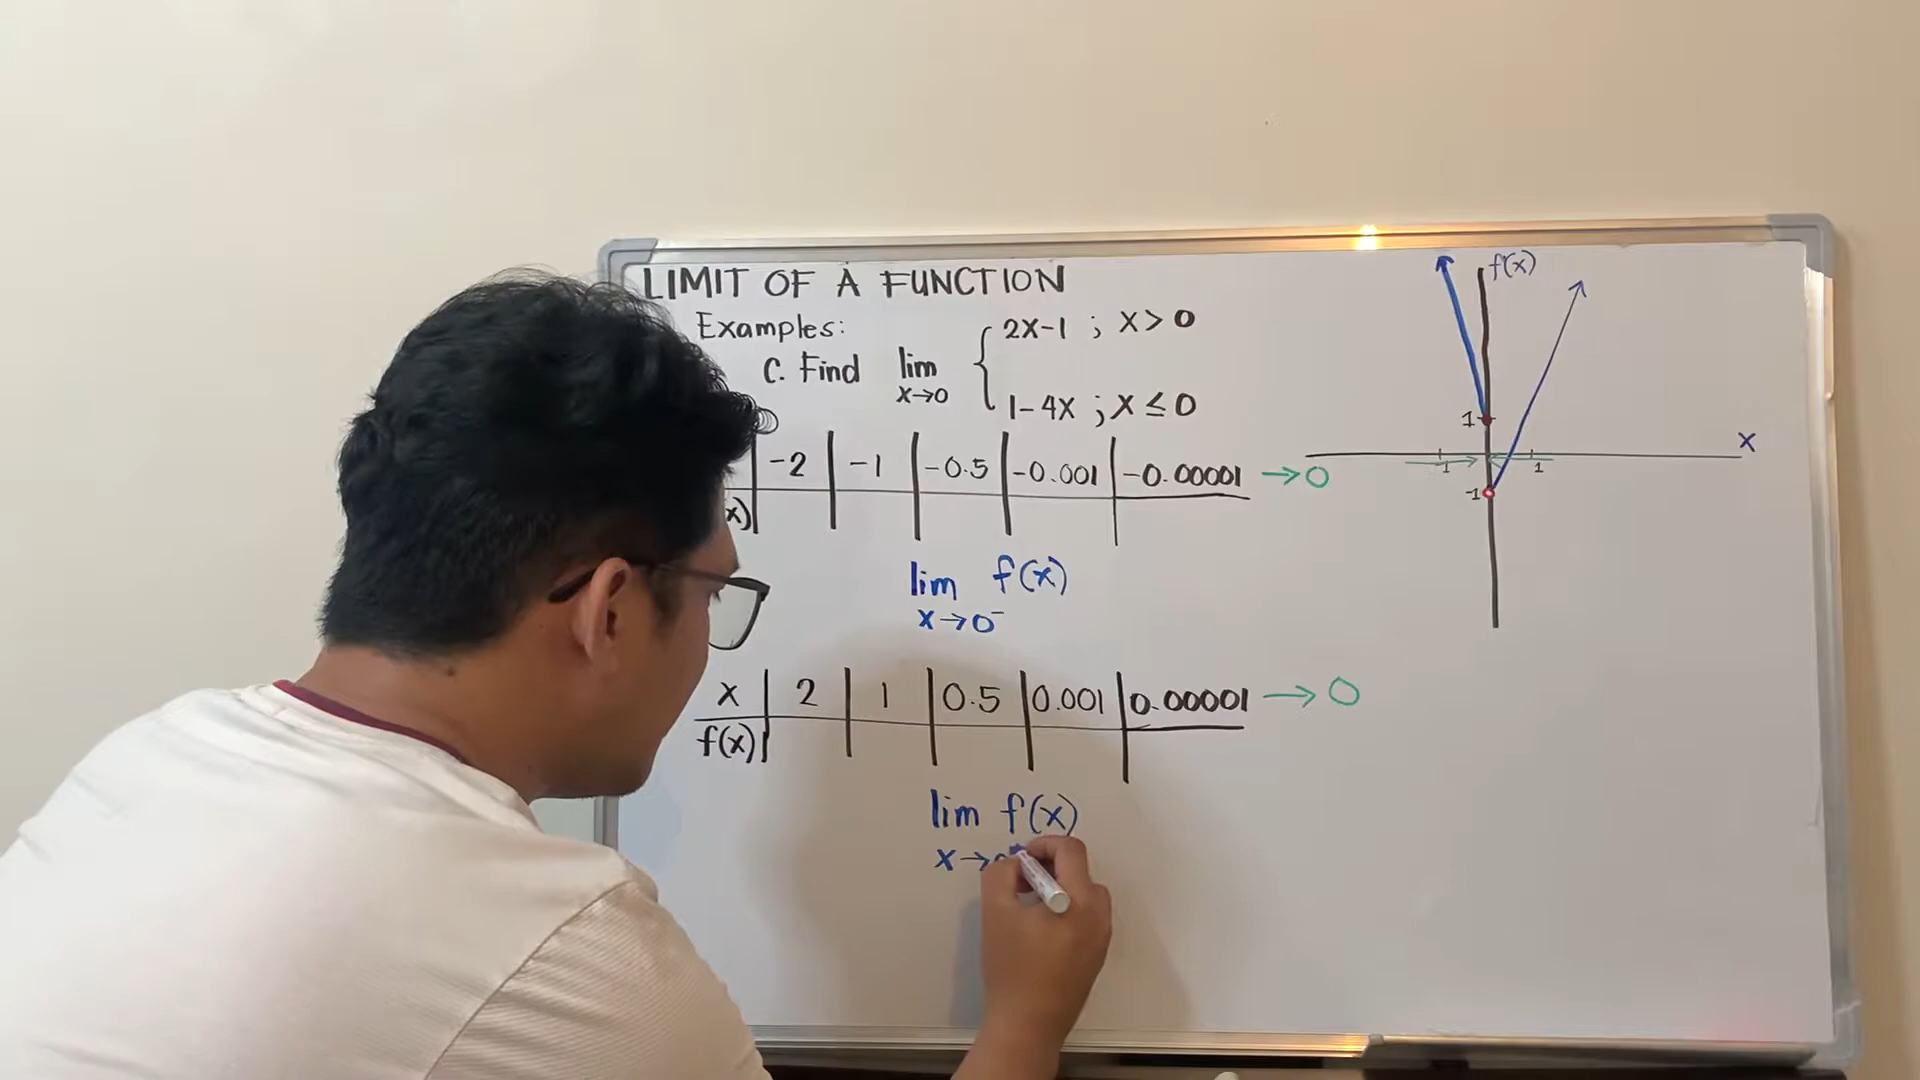 LIMIT OF A FUNCTION
Examples:
C. Find lim x→0 { 2x-1 ; x > 0
1-4x ; x ≤ 0
-2 | -1 | -0.5 | -0.001 | -0.00001 → 0
x)
lim f(x)
x→0⁻
x | 2 | 1 | 0.5 | 0.001 | 0.00001 → 0
f(x)
lim f(x)
x→
f(x)
1
x
1 1
-1